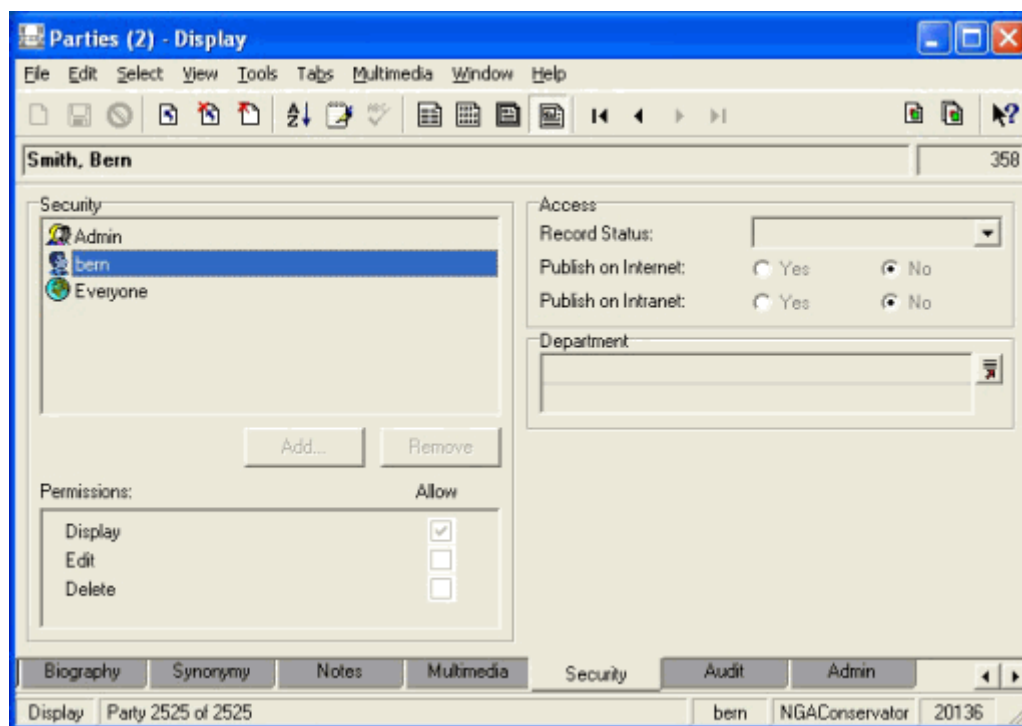 Parties (2) - Display
File Edit Select View Tools Tabs Multimedia Window Help
Smith, Bern 358
Security
Admin
bern
Everyone
Add... Remove
Permissions: Allow
Display
Edit
Delete
Access
Record Status:
Publish on Internet: Yes No
Publish on Intranet: Yes No
Department
Biography Synonymy Notes Multimedia Security Audit Admin
Display Party 2525 of 2525 bern NGAConservator 20136